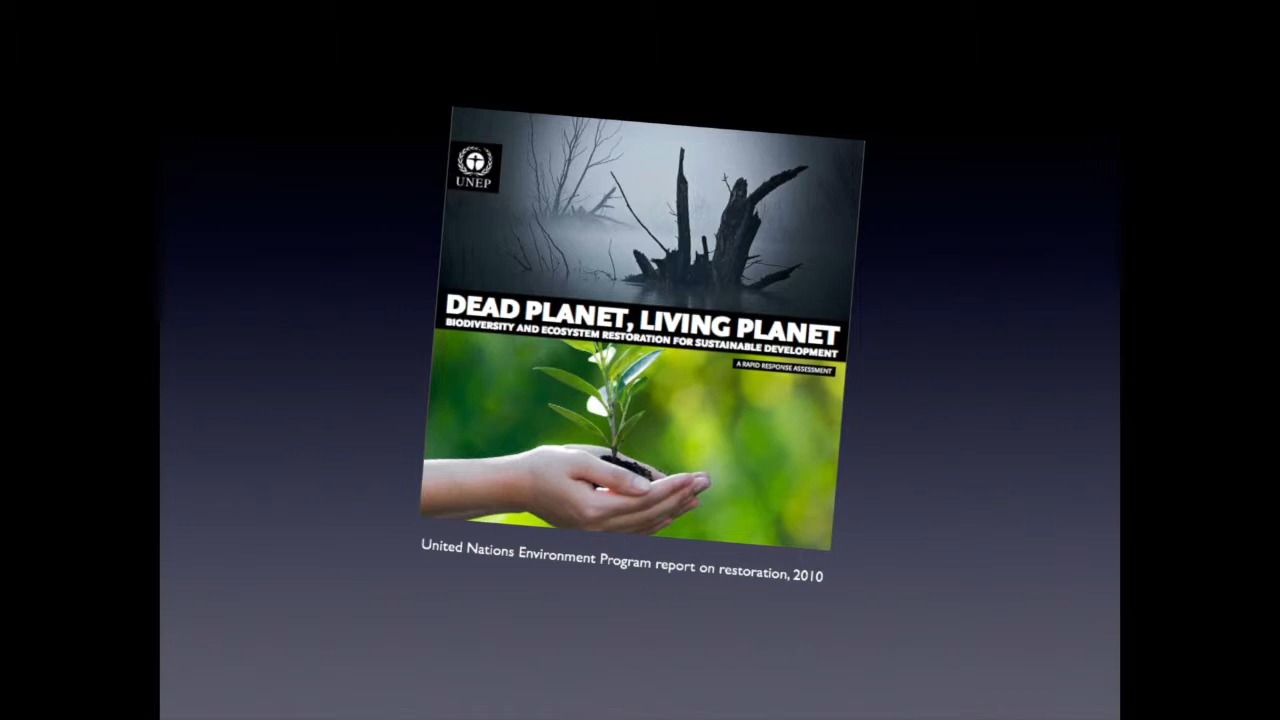 UNEP
DEAD PLANET, LIVING PLANET
BIODIVERSITY AND ECOSYSTEM RESTORATION FOR SUSTAINABLE DEVELOPMENT
A RAPID RESPONSE ASSESSMENT
United Nations Environment Program report on restoration, 2010